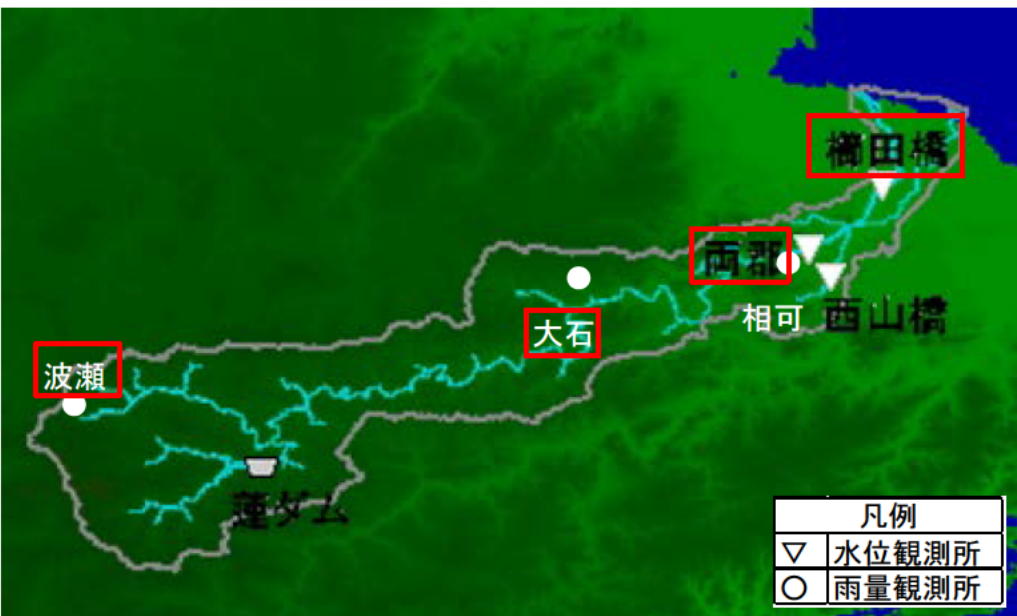 櫛田橋
両郡
大石
相可
西山橋
波瀬
蓮ダム
凡例
▽ 水位観測所
○ 雨量観測所